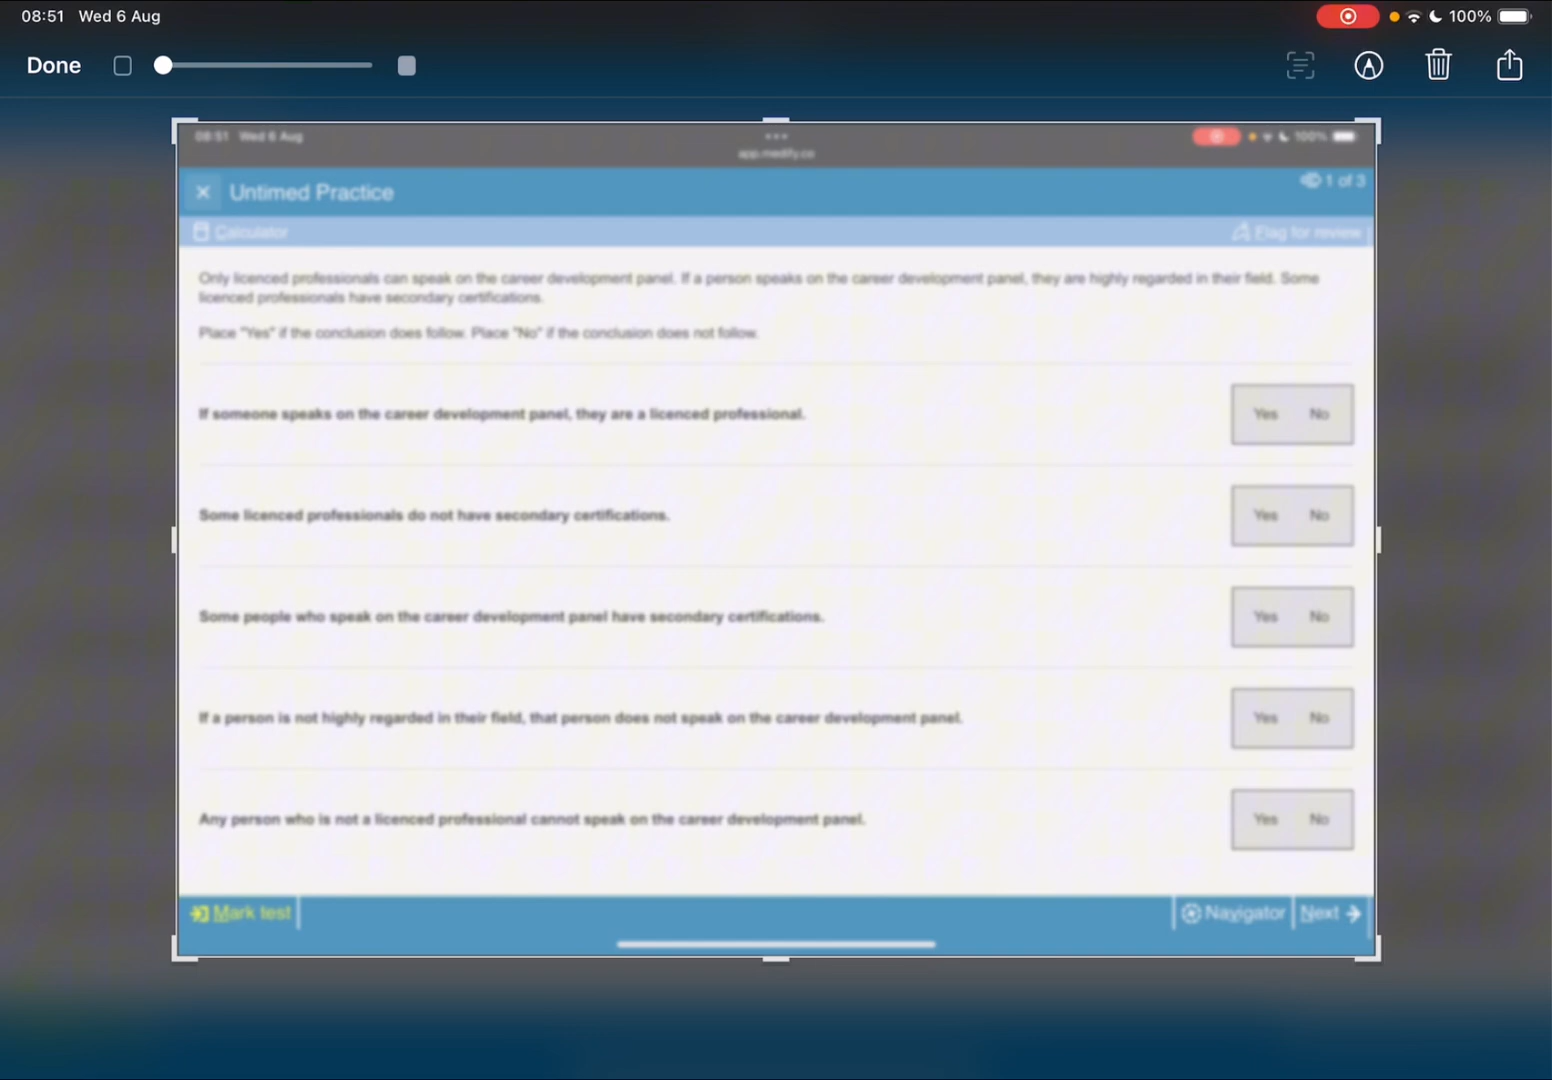 08:51 Wed 6 Aug
100%
Done
08:51 Wed 6 Aug
100%
app.medify.co
Untimed Practice
1 of 3
Calculator
Flag for review
Only licenced professionals can speak on the career development panel. If a person speaks on the career development panel, they are highly regarded in their field. Some
licenced professionals have secondary certifications.
Place "Yes" if the conclusion does follow. Place "No" if the conclusion does not follow.
If someone speaks on the career development panel, they are a licenced professional.
Yes No
Some licenced professionals do not have secondary certifications.
Yes No
Some people who speak on the career development panel have secondary certifications.
Yes No
If a person is not highly regarded in their field, that person does not speak on the career development panel.
Yes No
Any person who is not a licenced professional cannot speak on the career development panel.
Yes No
Mark test
Navigator
Next